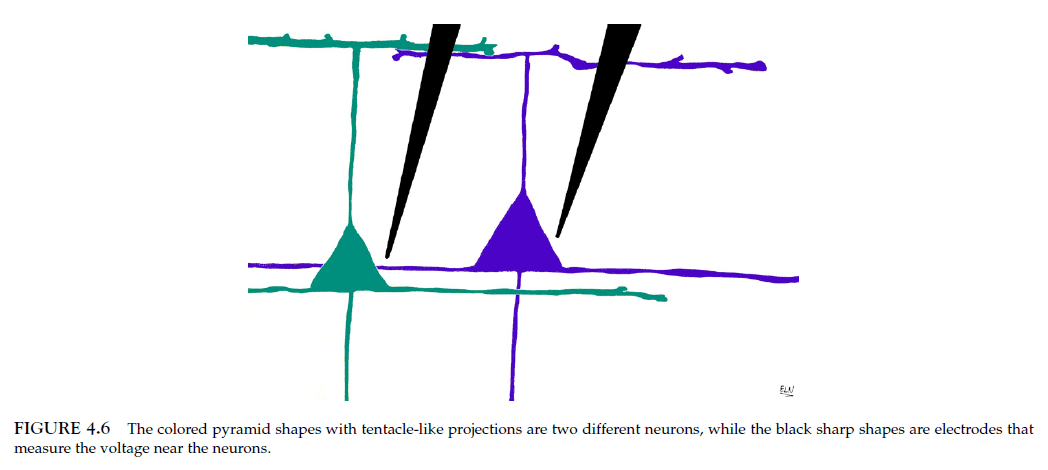 ELN
FIGURE 4.6 The colored pyramid shapes with tentacle-like projections are two different neurons, while the black sharp shapes are electrodes that
measure the voltage near the neurons.